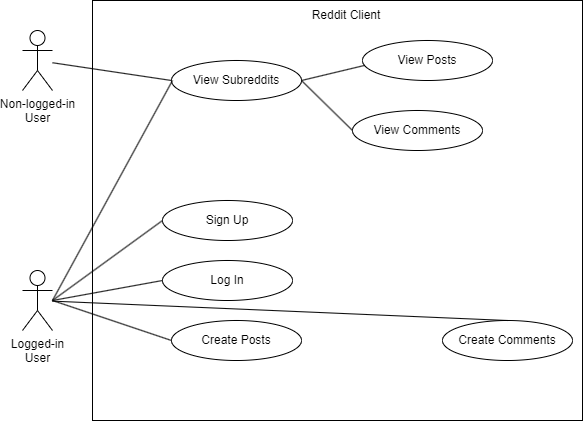 Reddit Client
View Posts
View Subreddits
Non-logged-in
User
View Comments
Sign Up
Log In
Logged-in
User
Create Posts
Create Comments